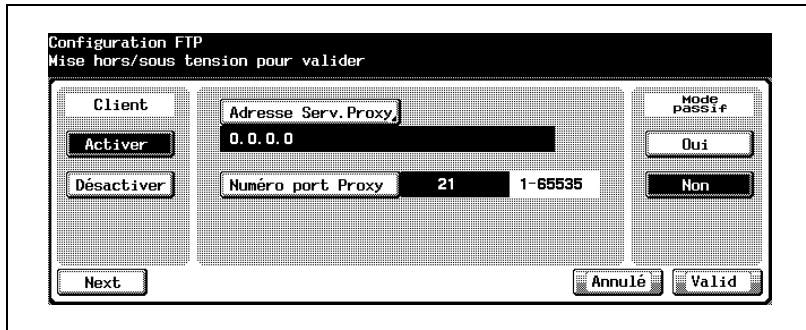 Configuration FTP
Mise hors/sous tension pour valider
Client
Activer
Désactiver
Adresse Serv.Proxy
0.0.0.0
Numéro port Proxy 21 1-65535
Mode
passif
Oui
Non
Next
Annulé
Valid